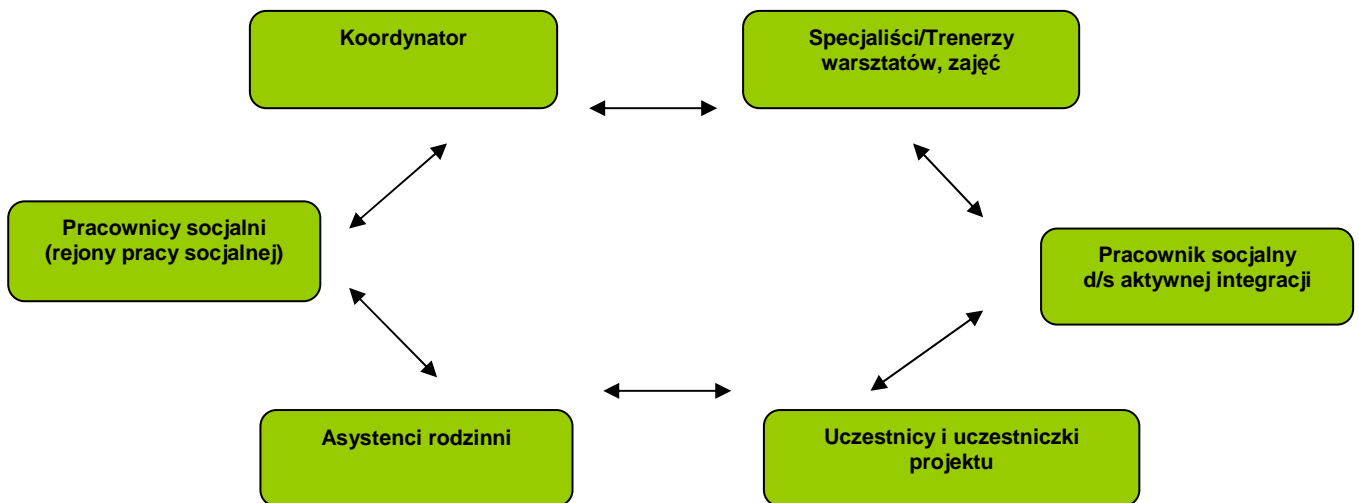 Koordynator
Specjaliści/Trenerzy
warsztatów, zajęć
Pracownicy socjalni
(rejony pracy socjalnej)
Pracownik socjalny
d/s aktywnej integracji
Asystenci rodzinni
Uczestnicy i uczestniczki
projektu